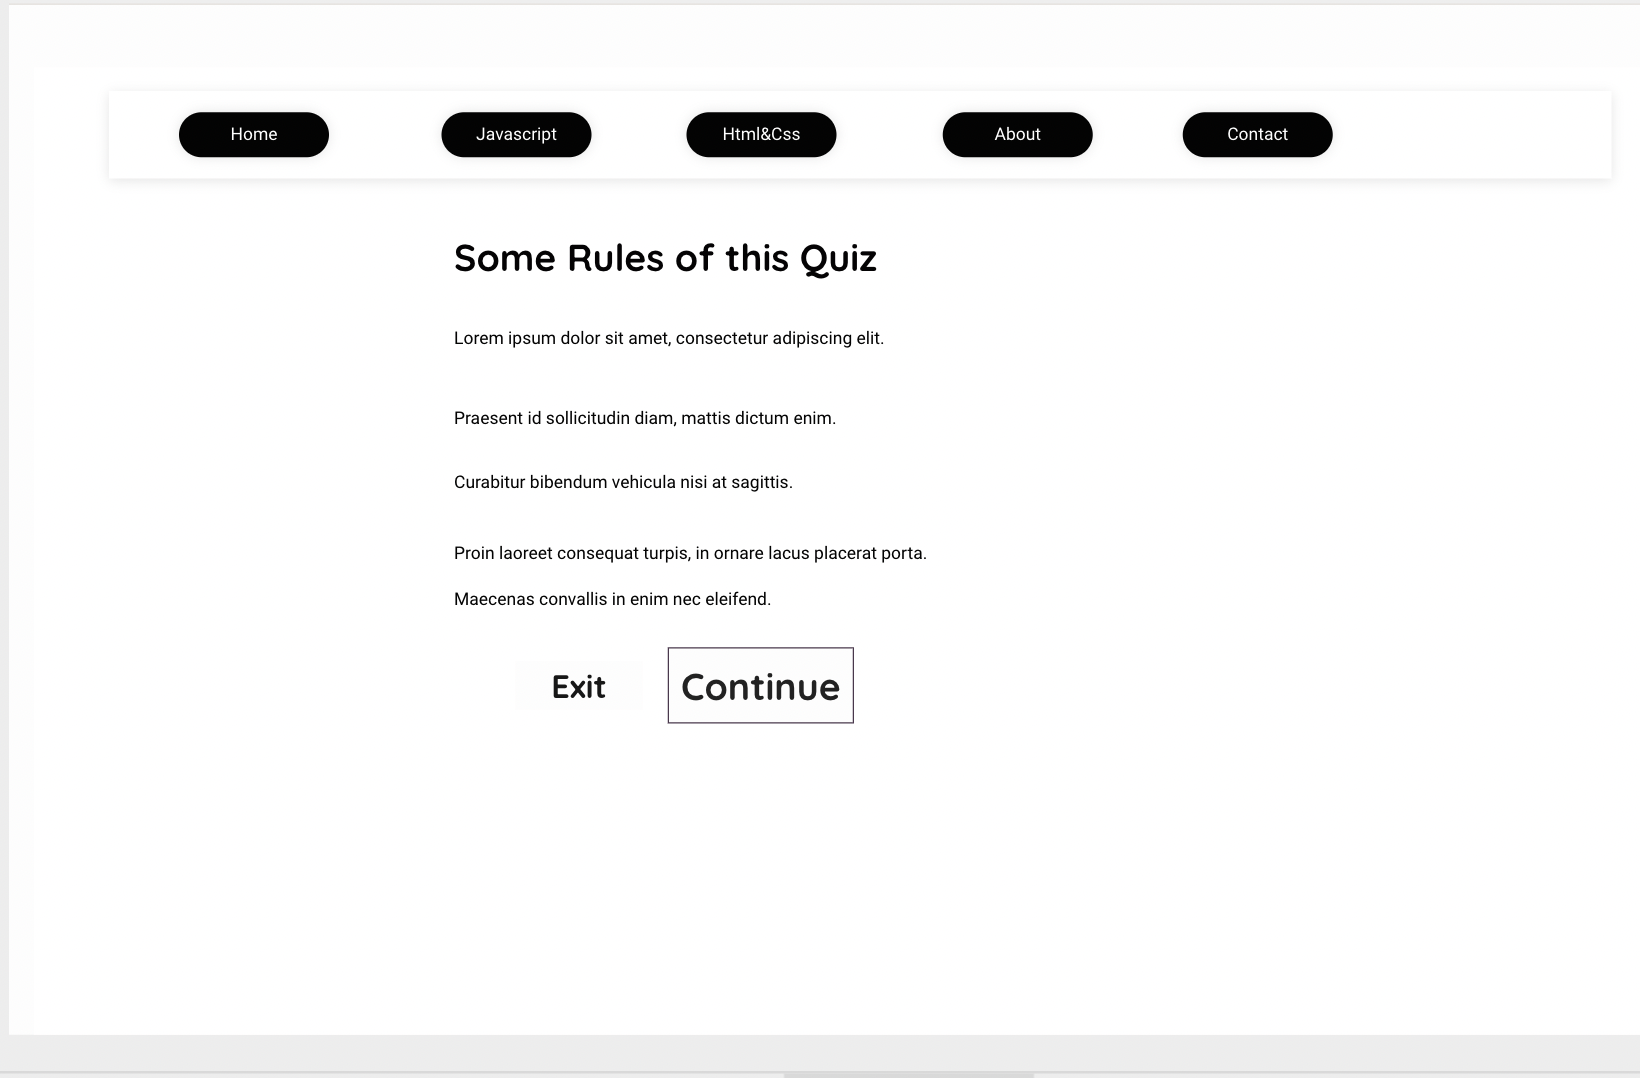 Home Javascript Html&Css About Contact
Some Rules of this Quiz
Lorem ipsum dolor sit amet, consectetur adipiscing elit.
Praesent id sollicitudin diam, mattis dictum enim.
Curabitur bibendum vehicula nisi at sagittis.
Proin laoreet consequat turpis, in ornare lacus placerat porta.
Maecenas convallis in enim nec eleifend.
Exit Continue